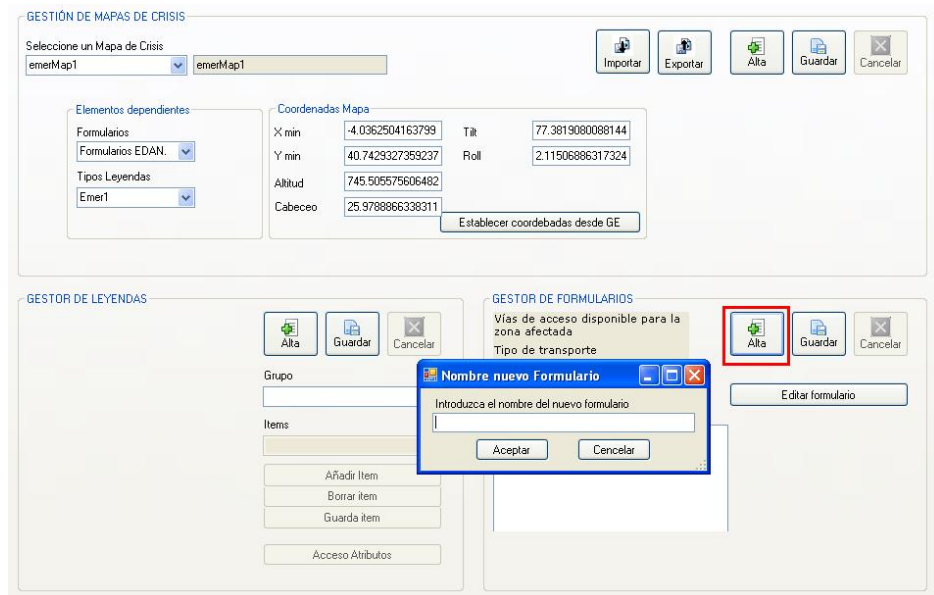 GESTIÓN DE MAPAS DE CRISIS
Seleccione un Mapa de Crisis
emerMap1 emerMap1
Importar Exportar Alta Guardar Cancelar
Elementos dependientes
Formularios
Formularios EDAN.
Tipos Leyendas
Emer1
Coordenadas Mapa
X min -4.0362504163799 Tilt 77.3819080088144
Y min 40.7429327359237 Roll 2.11506886317324
Altitud 745.505575606482
Cabeceo 25.9788866338311
Establecer coordebadas desde GE
GESTOR DE LEYENDAS
Alta Guardar Cancelar
Grupo
Items
Añadir Item
Borrar item
Guarda item
Acceso Atributos
GESTOR DE FORMULARIOS
Vías de acceso disponible para la
zona afectada
Tipo de transporte
Alta Guardar Cancelar
Editar formulario
Nombre nuevo Formulario
Introduzca el nombre del nuevo formulario
Aceptar Cencelar